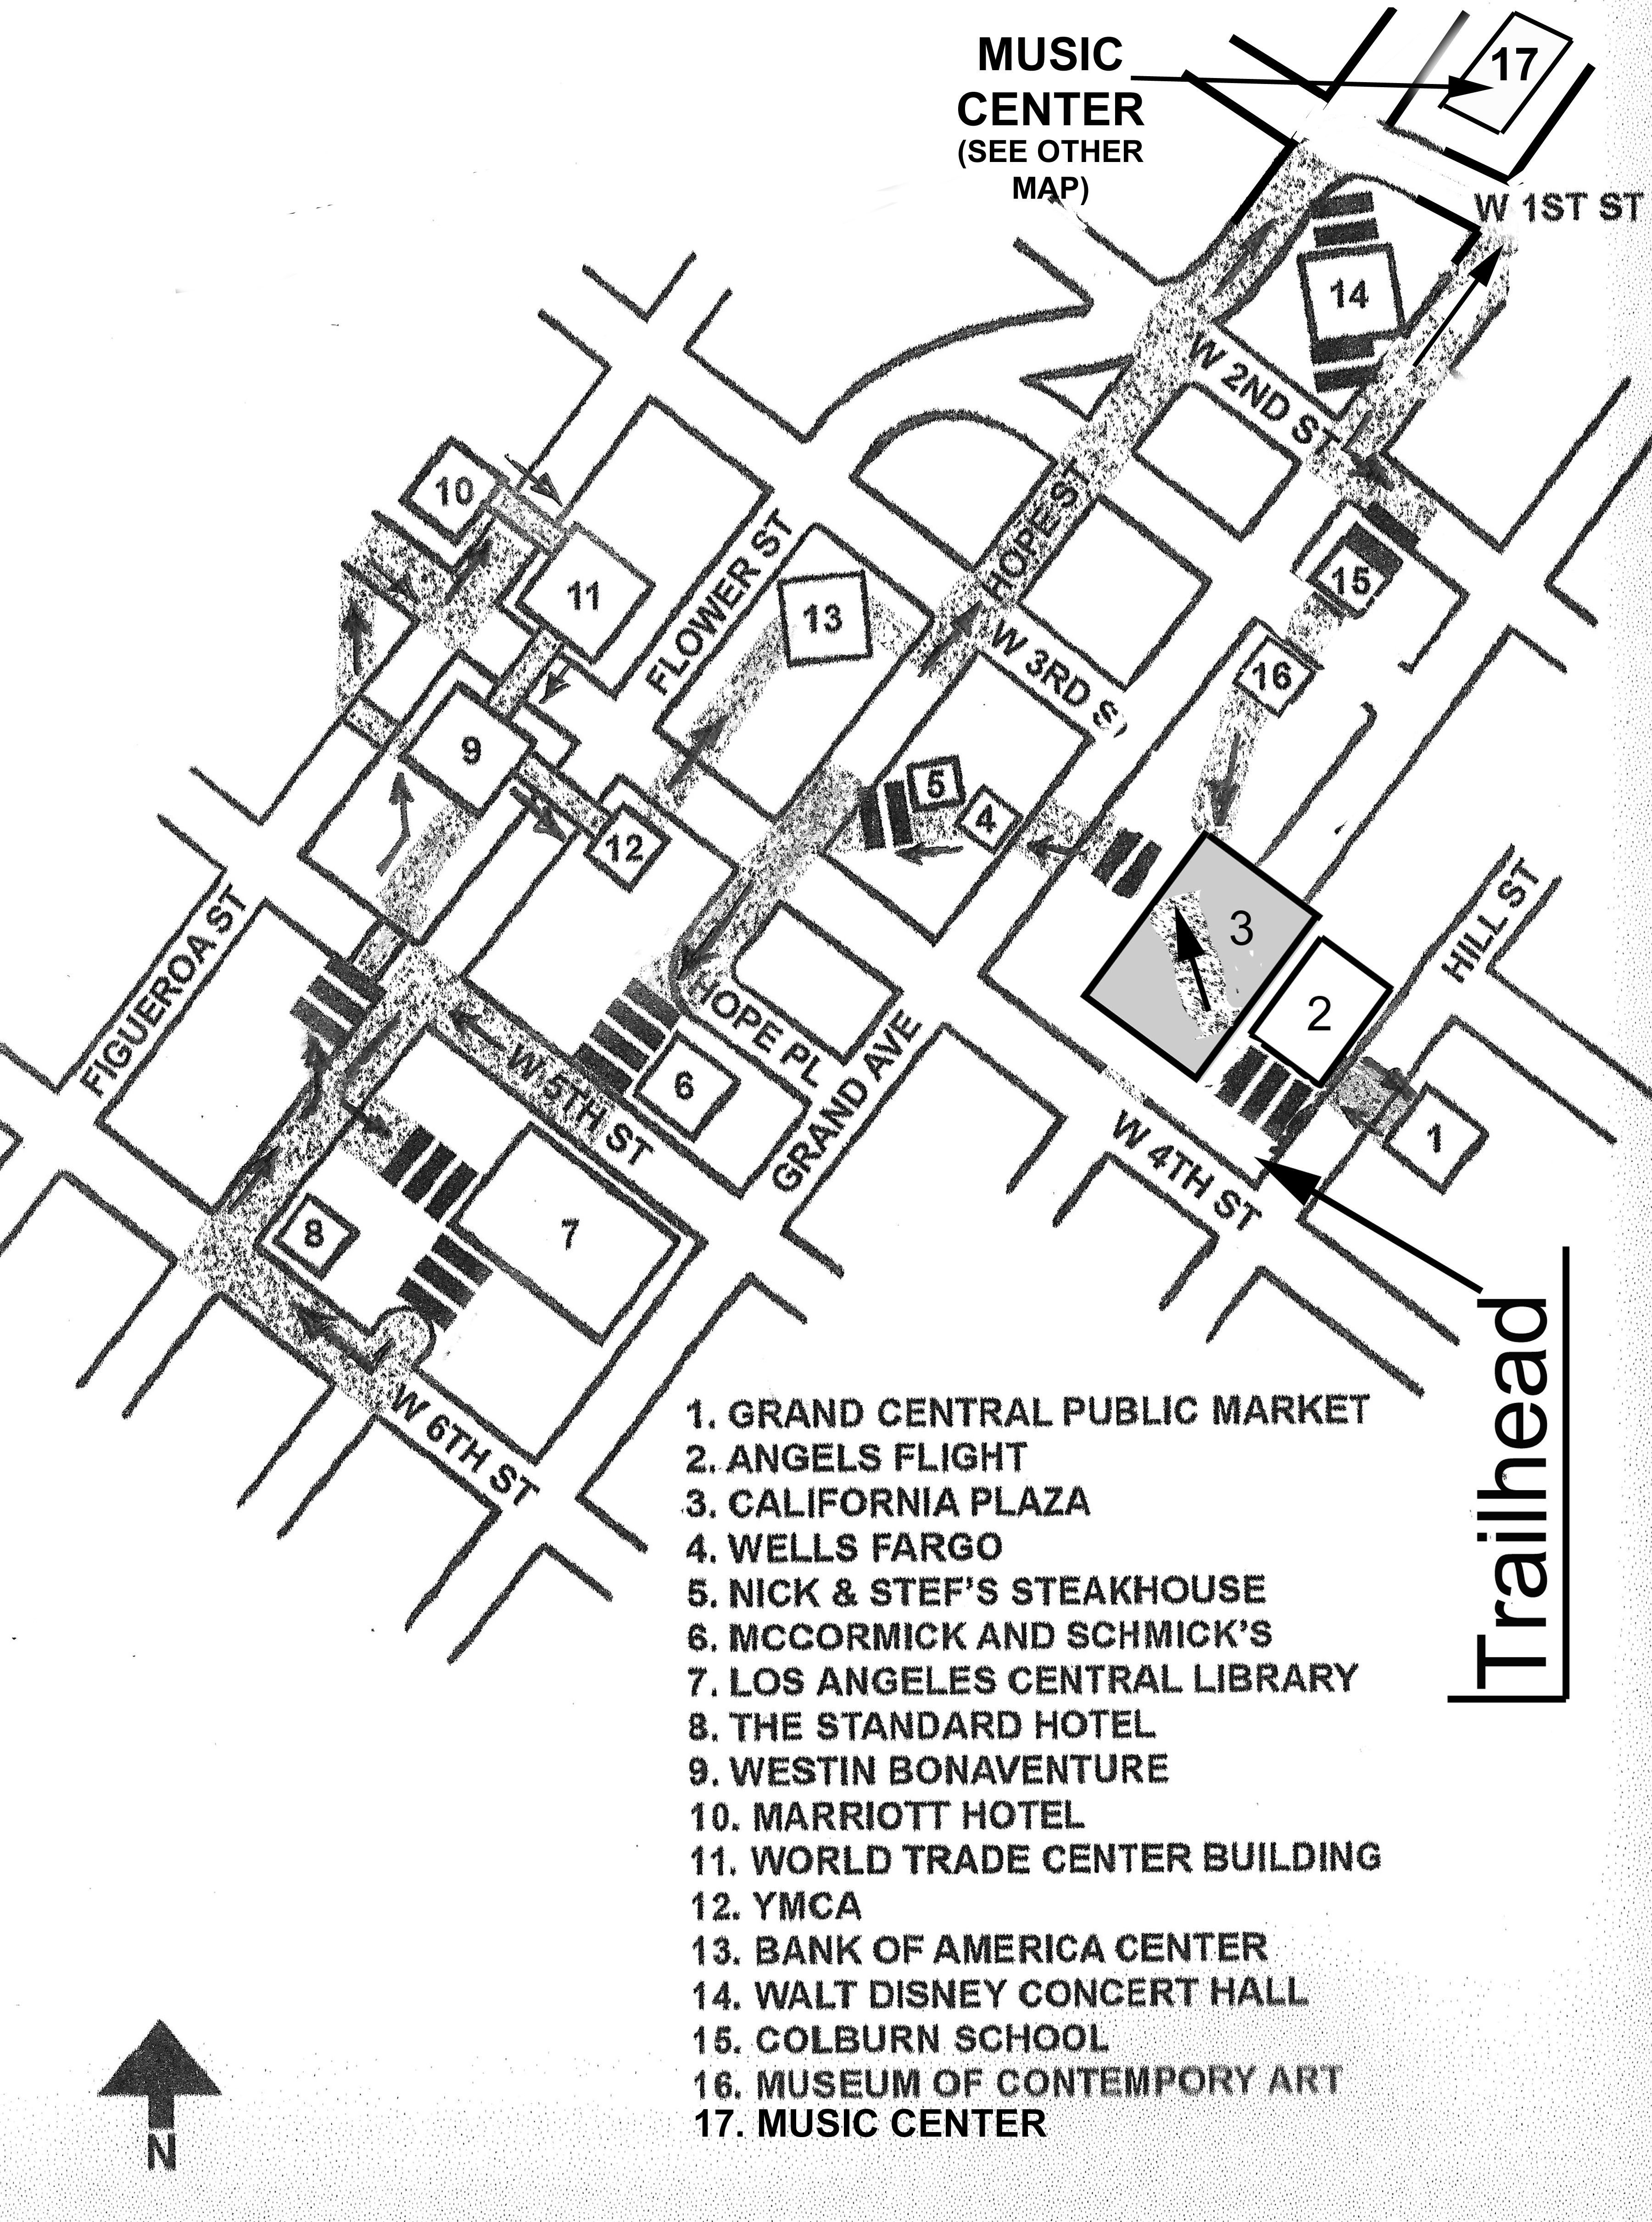 MUSIC
CENTER
(SEE OTHER
MAP)
17
W 1ST ST
14
W 2ND ST
10
11
FLOWER ST
13
HOPE ST
15
W 3RD S
16
9
5
4
12
3
HILL ST
2
FIGUEROA ST
HOPE PL
GRAND AVE
W 5TH ST
6
1
W 4TH ST
8
7
W 6TH ST
Trailhead
1. GRAND CENTRAL PUBLIC MARKET
2. ANGELS FLIGHT
3. CALIFORNIA PLAZA
4. WELLS FARGO
5. NICK & STEF'S STEAKHOUSE
6. MCCORMICK AND SCHMICK'S
7. LOS ANGELES CENTRAL LIBRARY
8. THE STANDARD HOTEL
9. WESTIN BONAVENTURE
10. MARRIOTT HOTEL
11. WORLD TRADE CENTER BUILDING
12. YMCA
13. BANK OF AMERICA CENTER
14. WALT DISNEY CONCERT HALL
15. COLBURN SCHOOL
16. MUSEUM OF CONTEMPORY ART
17. MUSIC CENTER
N